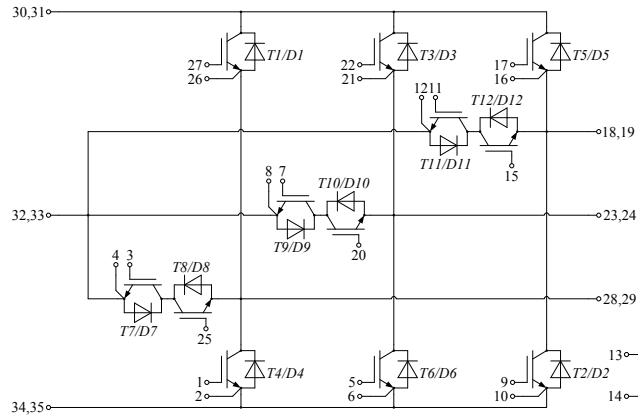 30,31
T1/D1
T3/D3
T5/D5
27
26
22
21
17
16
1211
T12/D12
18,19
T11/D11
15
8 7
T10/D10
32,33
23,24
T9/D9
20
4 3
T8/D8
28,29
T7/D7
25
13
1
2
T4/D4
5
6
T6/D6
9
10
T2/D2
14
34,35